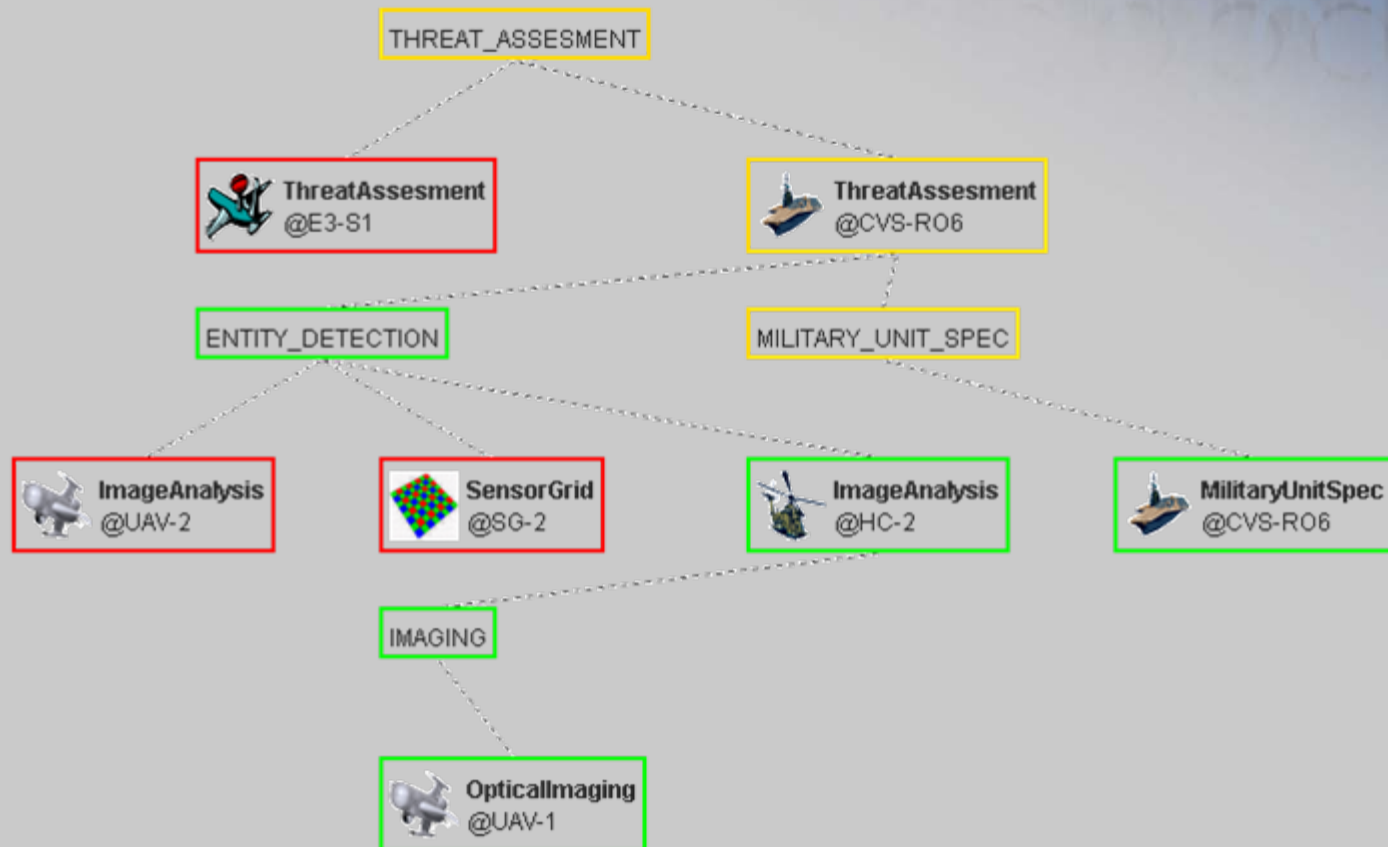 THREAT_ASSESMENT
ThreatAssesment
@E3-S1
ThreatAssesment
@CVS-RO6
ENTITY_DETECTION
MILITARY_UNIT_SPEC
ImageAnalysis
@UAV-2
SensorGrid
@SG-2
ImageAnalysis
@HC-2
MilitaryUnitSpec
@CVS-RO6
IMAGING
OpticalImaging
@UAV-1